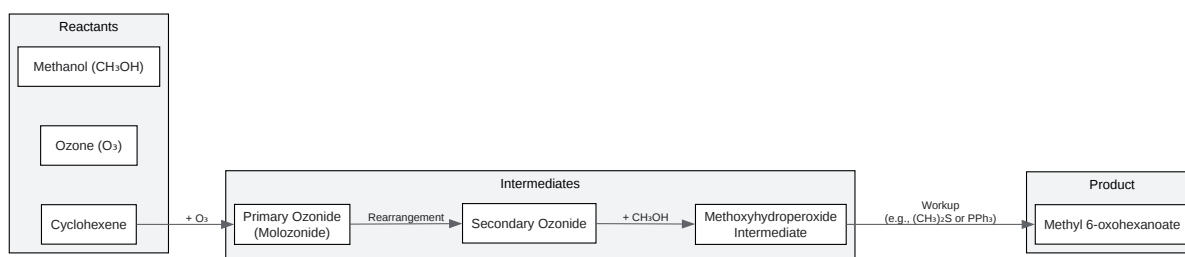 Reactants
Methanol (CH₃OH)
Ozone (O₃)
Cyclohexene
+ O₃
Intermediates
Primary Ozonide
(Molozonide)
Rearrangement
Secondary Ozonide
+ CH₃OH
Methoxyhydroperoxide
Intermediate
Workup
(e.g., (CH₃)₂S or PPh₃)
Product
Methyl 6-oxohexanoate